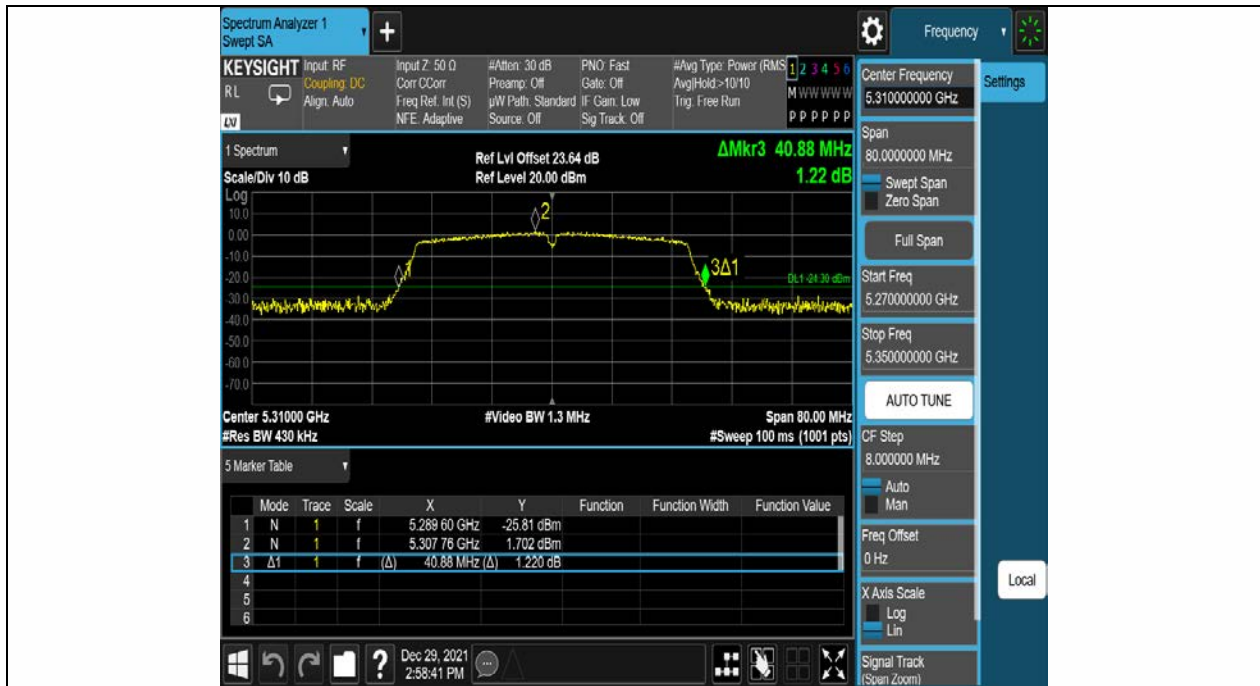 Spectrum Analyzer 1
Swept SA
+
Frequency
KEYSIGHT
RL
LXI
Input: RF
Coupling: DC
Align: Auto
Input Z: 50 Ω
Corr CCorr
Freq Ref: Int (S)
NFE: Adaptive
#Atten: 30 dB
Preamp: Off
µW Path: Standard
Source: Off
PNO: Fast
Gate: Off
IF Gain: Low
Sig Track: Off
#Avg Type: Power (RMS
Avg|Hold:>10/10
Trig: Free Run
1 2 3 4 5 6
M W W W W W
P P P P P P
1 Spectrum
Scale/Div 10 dB
Ref Lvl Offset 23.64 dB
Ref Level 20.00 dBm
ΔMkr3 40.88 MHz
1.22 dB
Log
10.0
0.00
-10.0
-20.0
-30.0
-40.0
-50.0
-60.0
-70.0
2
1
3Δ1
DL1 -24.30 dBm
Center 5.31000 GHz
#Res BW 430 kHz
#Video BW 1.3 MHz
Span 80.00 MHz
#Sweep 100 ms (1001 pts)
5 Marker Table
Mode Trace Scale X Y Function Function Width Function Value
1 N 1 f 5.289 60 GHz -25.81 dBm
2 N 1 f 5.307 76 GHz 1.702 dBm
3 Δ1 1 f (Δ) 40.88 MHz (Δ) 1.220 dB
4
5
6
?
Dec 29, 2021
2:58:41 PM
Center Frequency
5.310000000 GHz
Span
80.0000000 MHz
Swept Span
Zero Span
Full Span
Start Freq
5.270000000 GHz
Stop Freq
5.350000000 GHz
AUTO TUNE
CF Step
8.000000 MHz
Auto
Man
Freq Offset
0 Hz
X Axis Scale
Log
Lin
Signal Track
(Span Zoom)
Settings
Local